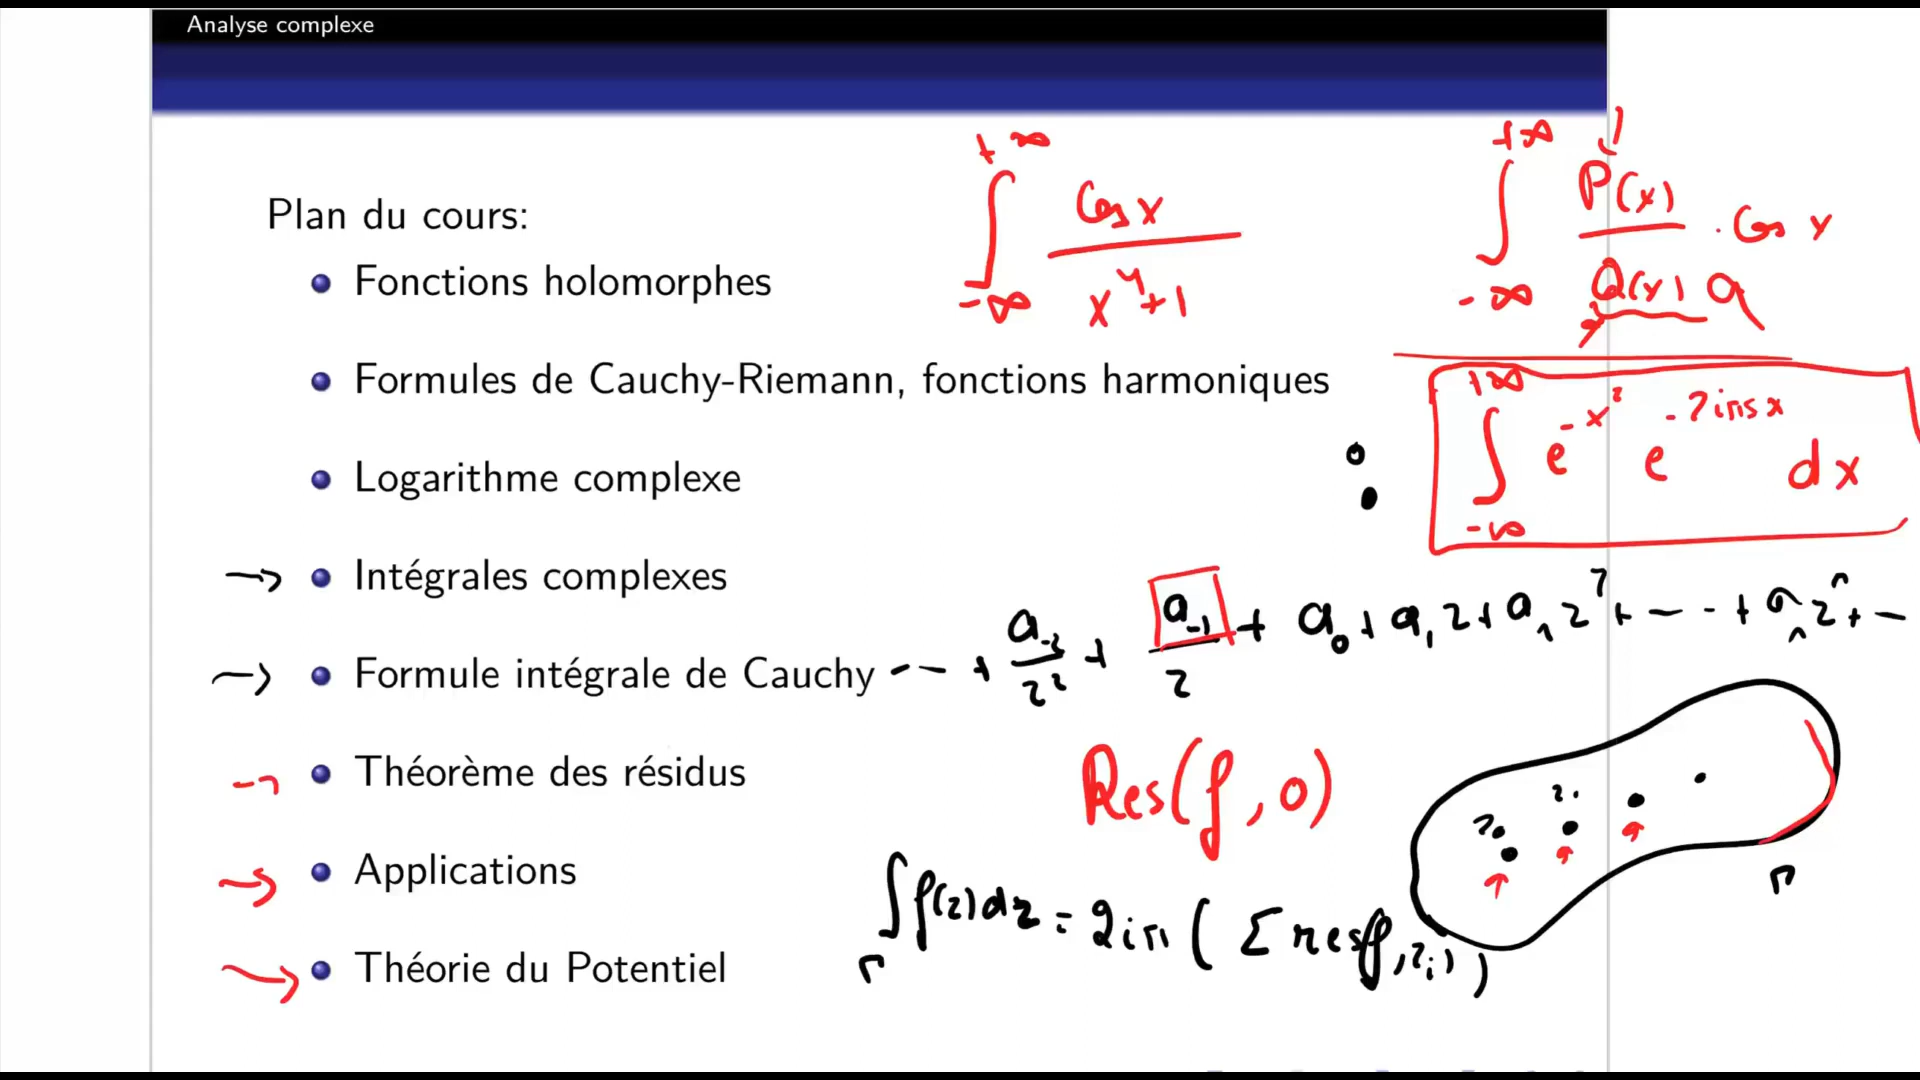 Analyse complexe
Plan du cours:
Fonctions holomorphes
Formules de Cauchy-Riemann, fonctions harmoniques
Logarithme complexe
Intégrales complexes
Formule intégrale de Cauchy
Théorème des résidus
Applications
Théorie du Potentiel
+∞
∫ cos x
-∞ x⁴+1
+∞
∫ P(x) . cos x
-∞ Q(x)
+∞
∫ e^{-x²} e^{-2iπsx} dx
-∞
-- + a₋₂/z² + a₋₁/z + a₀ + a₁z + a₁z² + --- + aₙzⁿ + -
Res(f, 0)
∫ f(z) dz = 2iπ ( Σ res f, zᵢ) )
Γ
Γ